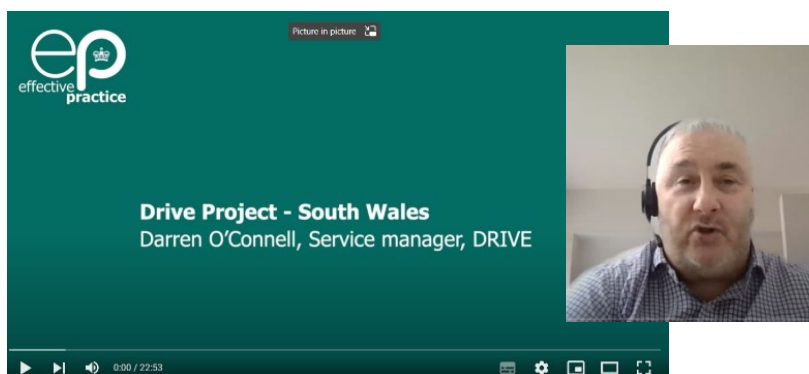 Picture in picture
ep
effective
practice
Drive Project - South Wales
Darren O'Connell, Service manager, DRIVE
0:00 / 22:53